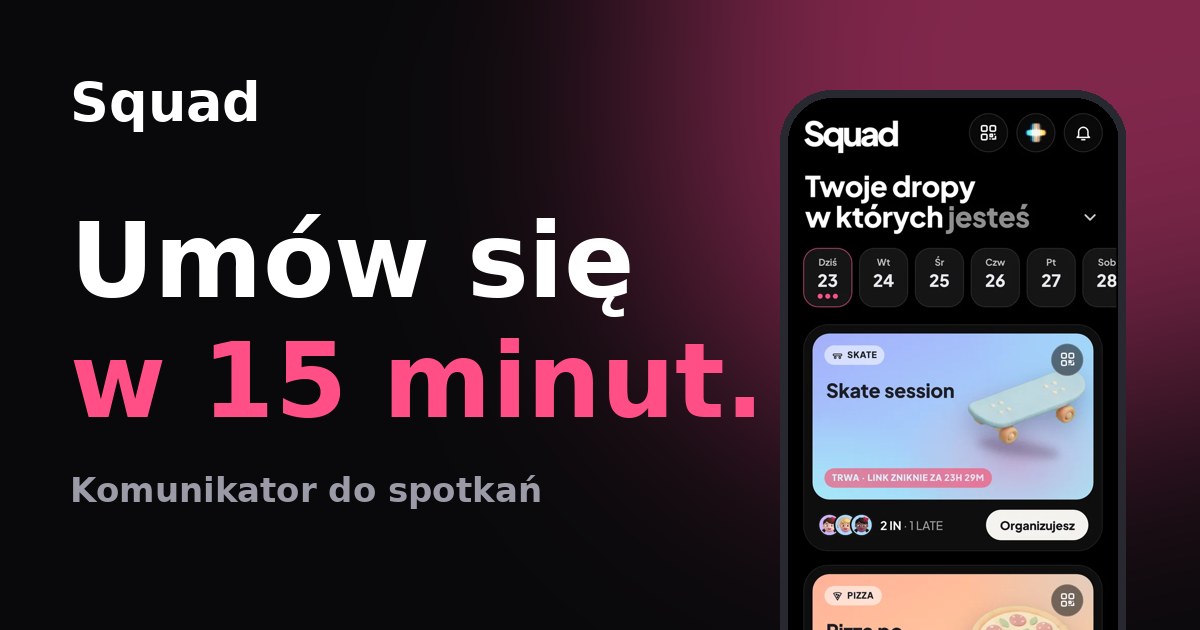 Squad
Umów się
w 15 minut.
Komunikator do spotkań
Squad
Twoje dropy
w których jesteś
Dziś Wt Śr Czw Pt Sob
23 24 25 26 27 28
SKATE
Skate session
TRWA · LINK ZNIKNIE ZA 23H 29M
2 IN · 1 LATE
Organizujesz
PIZZA